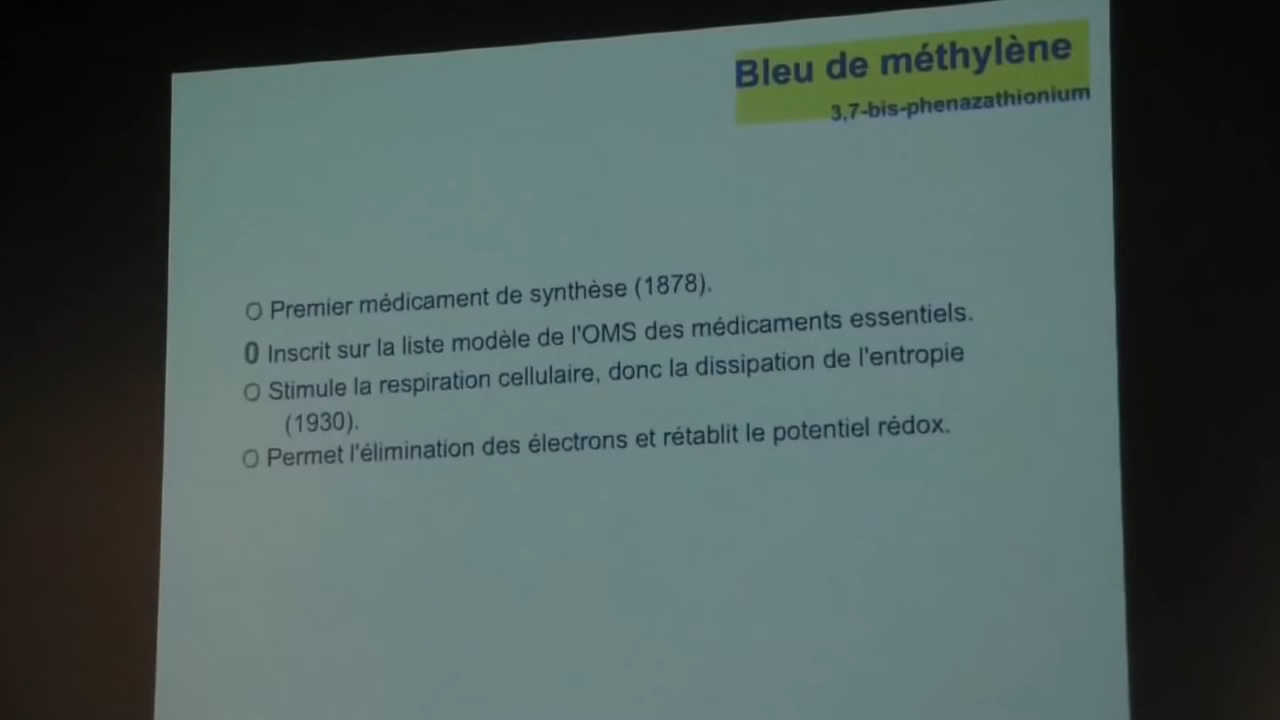 Bleu de méthylène
3,7-bis-phenazathionium
O Premier médicament de synthèse (1878).
O Inscrit sur la liste modèle de l'OMS des médicaments essentiels.
O Stimule la respiration cellulaire, donc la dissipation de l'entropie
(1930).
O Permet l'élimination des électrons et rétablit le potentiel rédox.